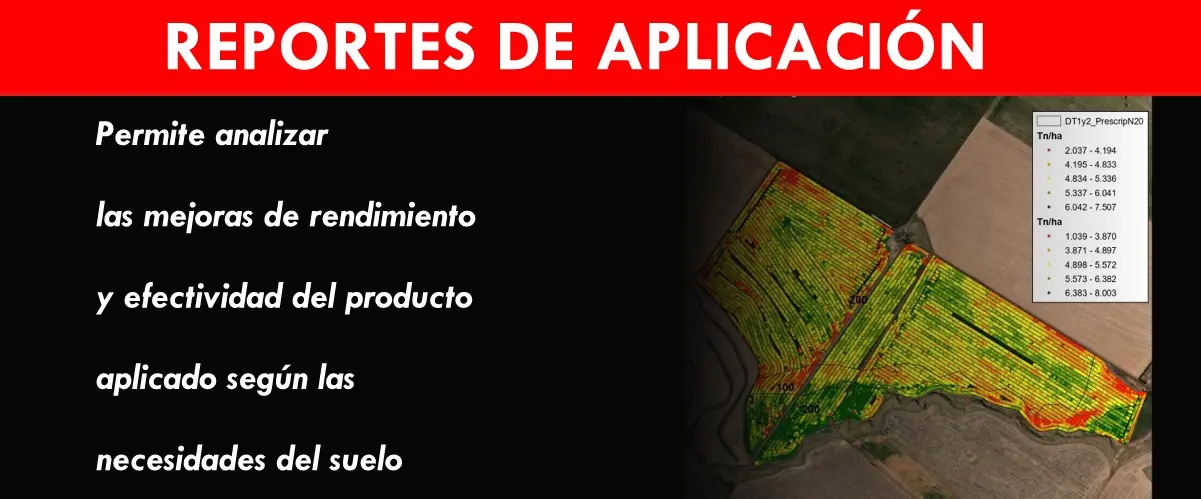 REPORTES DE APLICACIÓN
Permite analizar
las mejoras de rendimiento
y efectividad del producto
aplicado según las
necesidades del suelo
DT1y2_PrescripN20
Tn/ha
2.037 - 4.194
4.195 - 4.833
4.834 - 5.336
5.337 - 6.041
6.042 - 7.507
Tn/ha
1.039 - 3.870
3.871 - 4.897
4.898 - 5.572
5.573 - 6.382
6.383 - 8.003
200
100
200